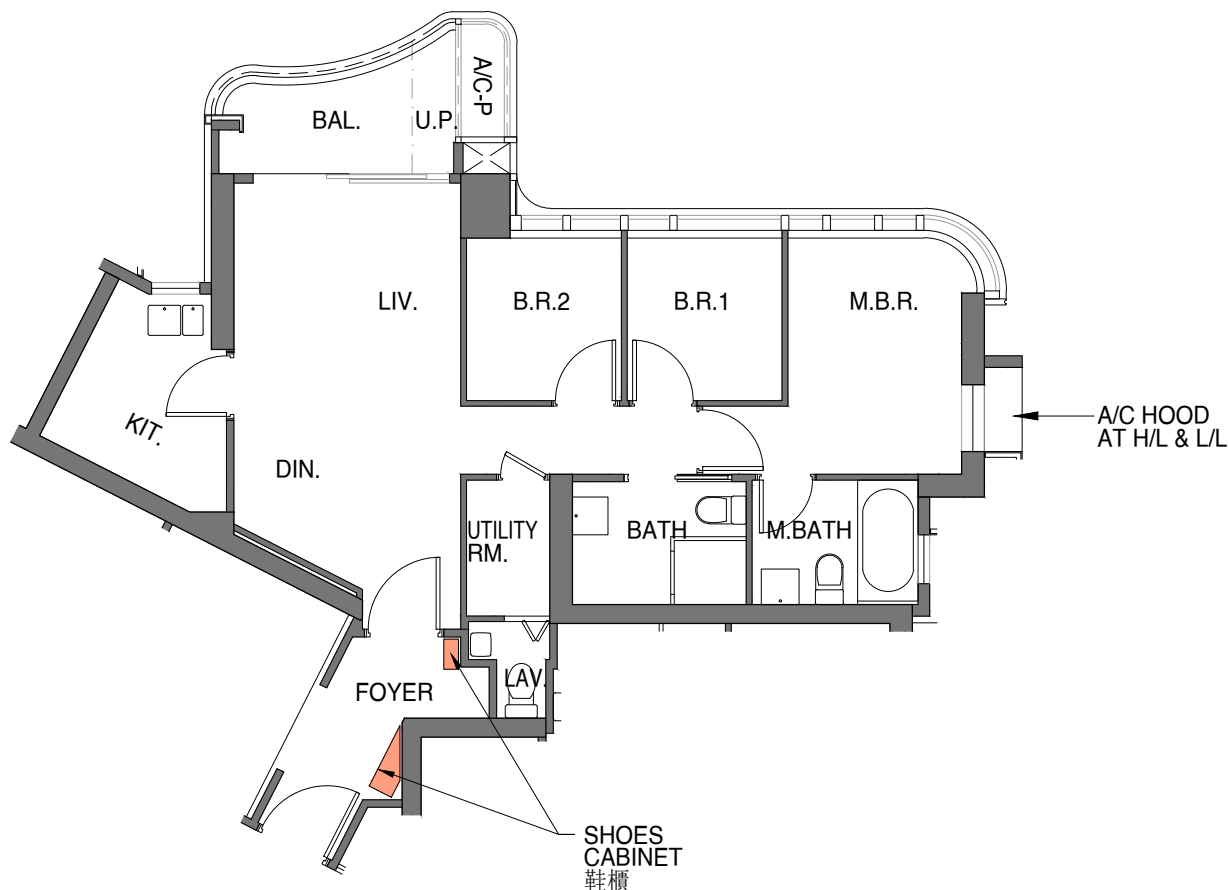 A/C-P
BAL.
U.P.
LIV.
B.R.2
B.R.1
M.B.R.
A/C HOOD
AT H/L & L/L
KIT.
DIN.
UTILITY
RM.
BATH
M.BATH
LAV.
FOYER
SHOES
CABINET
鞋櫃